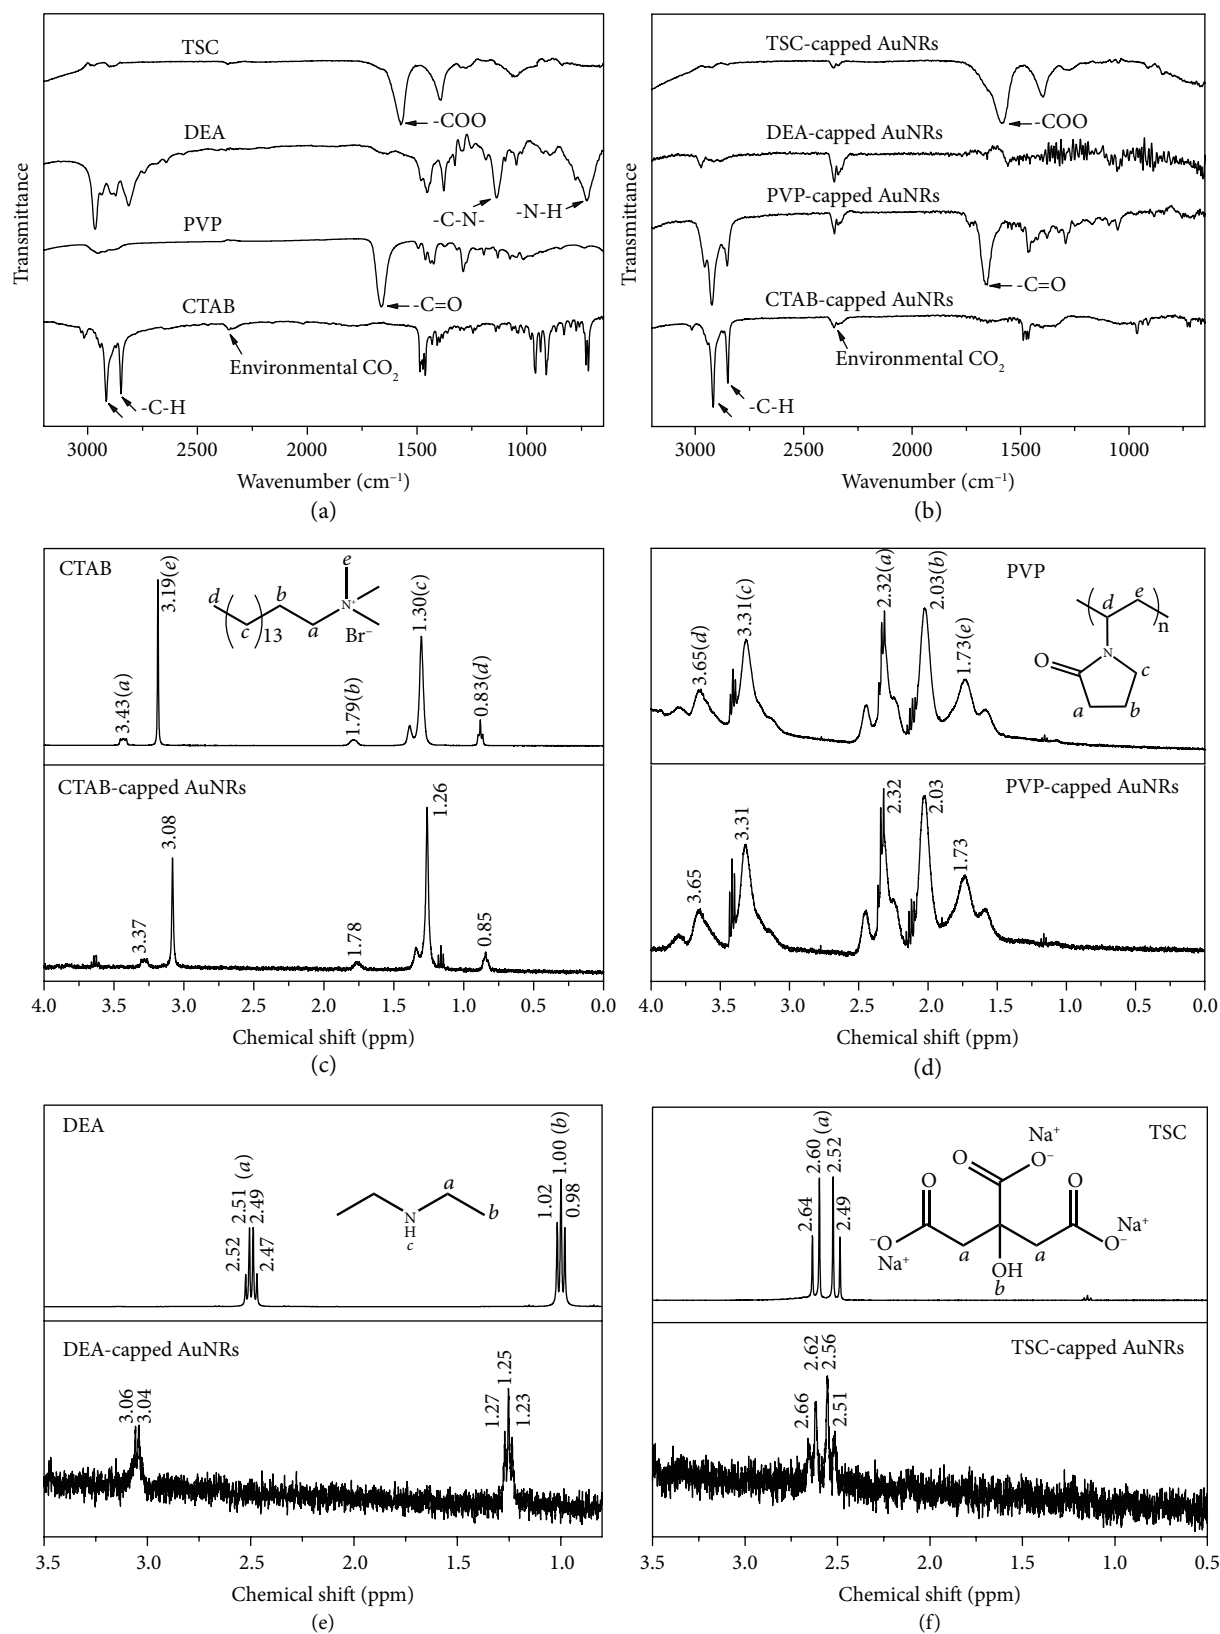 TSC
-COO
DEA
-C-N-
-N-H
PVP
-C=O
CTAB
Environmental CO₂
-C-H
Transmittance
3000 2500 2000 1500 1000
Wavenumber (cm⁻¹)
(a)
TSC-capped AuNRs
-COO
DEA-capped AuNRs
PVP-capped AuNRs
-C=O
CTAB-capped AuNRs
Environmental CO₂
-C-H
Transmittance
3000 2500 2000 1500 1000
Wavenumber (cm⁻¹)
(b)
CTAB
3.43(a)
3.19(e)
1.79(b)
1.30(c)
0.83(d)
d
c
13
b
a
e
N⁺
Br⁻
CTAB-capped AuNRs
3.37
3.08
1.78
1.26
0.85
4.0 3.5 3.0 2.5 2.0 1.5 1.0 0.5 0.0
Chemical shift (ppm)
(c)
PVP
3.65(d)
3.31(c)
2.32(a)
2.03(b)
1.73(e)
d
e
n
N
O
c
a
b
PVP-capped AuNRs
3.65
3.31
2.32
2.03
1.73
4.0 3.5 3.0 2.5 2.0 1.5 1.0 0.5 0.0
Chemical shift (ppm)
(d)
DEA
2.52
2.51 (a)
2.49
2.47
1.02
1.00 (b)
0.98
a
b
N
H
c
DEA-capped AuNRs
3.06
3.04
1.27
1.25
1.23
3.5 3.0 2.5 2.0 1.5 1.0
Chemical shift (ppm)
(e)
TSC
2.64
2.60 (a)
2.52
2.49
Na⁺
O
O⁻
O
O
⁻O
Na⁺
a
a
O⁻
Na⁺
OH
b
TSC-capped AuNRs
2.66
2.62
2.56
2.51
3.5 3.0 2.5 2.0 1.5 1.0 0.5
Chemical shift (ppm)
(f)